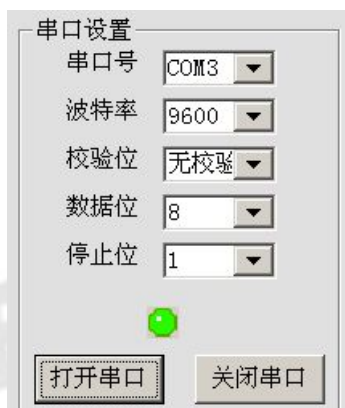 串口设置
串口号 COM3
波特率 9600
校验位 无校验
数据位 8
停止位 1
打开串口 关闭串口